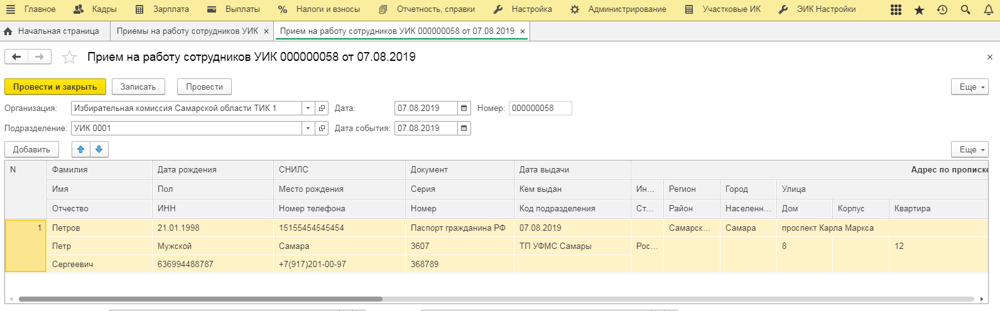 Главное Кадры Зарплата Выплаты Налоги и взносы Отчетность, справки Настройка Администрирование Участковые ИК ЭИК Настройки
Начальная страница Приемы на работу сотрудников УИК × Прием на работу сотрудников УИК 000000058 от 07.08.2019 ×
Прием на работу сотрудников УИК 000000058 от 07.08.2019
Провести и закрыть Записать Провести Еще
Организация: Избирательная комиссия Самарской области ТИК 1 Дата: 07.08.2019 Номер: 000000058
Подразделение: УИК 0001 Дата события: 07.08.2019
Добавить Еще
N Фамилия Дата рождения СНИЛС Документ Дата выдачи Адрес по прописке
Имя Пол Место рождения Серия Кем выдан Ин... Регион Город Улица
Отчество ИНН Номер телефона Номер Код подразделения Ст... Район Населенн... Дом Корпус Квартира
1 Петров 21.01.1998 15155454545454 Паспорт гражданина РФ 07.08.2019 Самарск... Самара проспект Карла Маркса
Петр Мужской Самара 3607 ТП УФМС Самары Рос... 8 12
Сергеевич 636994488787 +7(917)201-00-97 368789